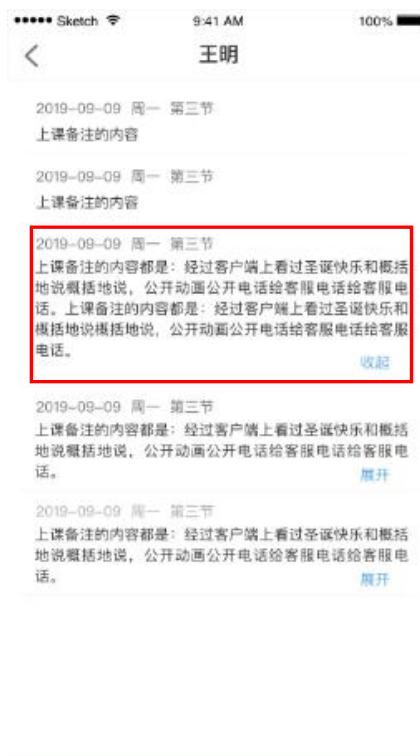 ••••• Sketch 9:41 AM 100%
王明
2019-09-09 周一 第三节
上课备注的内容
2019-09-09 周一 第三节
上课备注的内容
2019-09-09 周一 第三节
上课备注的内容都是：经过客户端上看过圣诞快乐和概括
地说概括地说，公开动画公开电话给客服电话给客服电
话。上课备注的内容都是：经过客户端上看过圣诞快乐和
概括地说概括地说，公开动画公开电话给客服电话给客服
电话。
收起
2019-09-09 周一 第三节
上课备注的内容都是：经过客户端上看过圣诞快乐和概括
地说概括地说，公开动画公开电话给客服电话给客服电
话。
展开
2019-09-09 周一 第三节
上课备注的内容都是：经过客户端上看过圣诞快乐和概括
地说概括地说，公开动画公开电话给客服电话给客服电
话。
展开